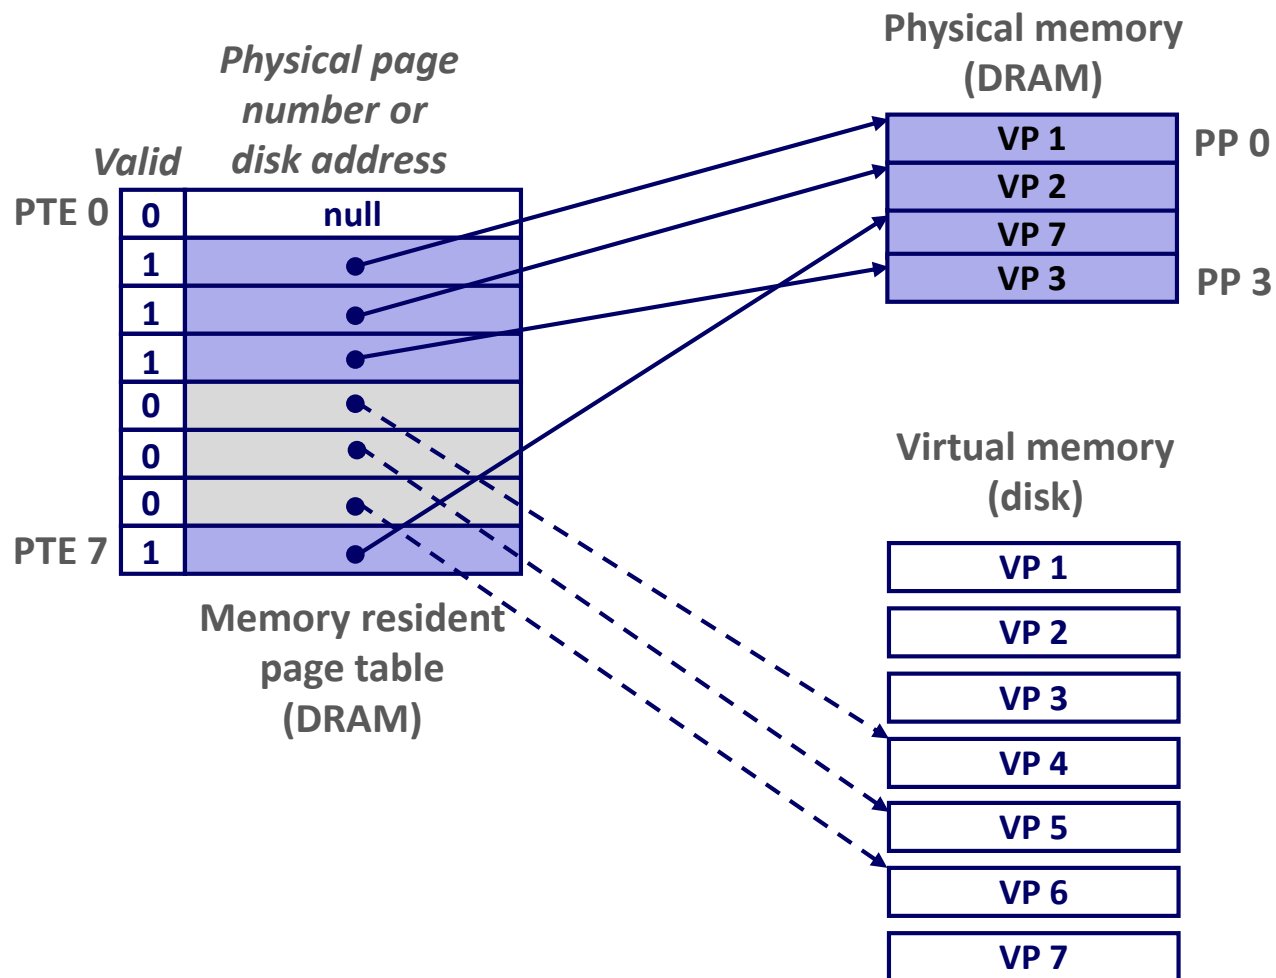 Physical memory
(DRAM)
Physical page
number or
disk address
Valid
VP 1
PP 0
VP 2
VP 7
VP 3
PP 3
PTE 0
0
null
1
1
1
0
0
0
PTE 7
1
Memory resident
page table
(DRAM)
Virtual memory
(disk)
VP 1
VP 2
VP 3
VP 4
VP 5
VP 6
VP 7